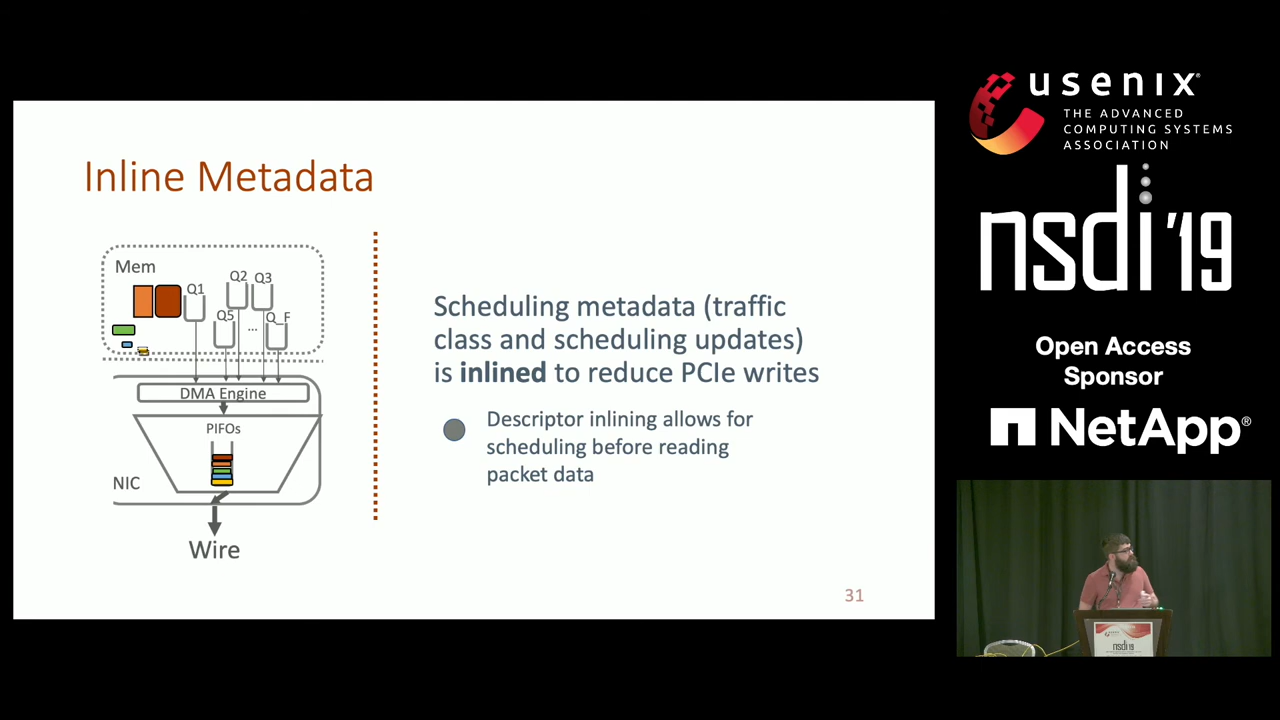 Inline Metadata
Mem
Q1
Q2
Q3
Q5
...
Q_F
DMA Engine
PIFOs
NIC
Wire
Scheduling metadata (traffic
class and scheduling updates)
is inlined to reduce PCIe writes
Descriptor inlining allows for
scheduling before reading
packet data
31
usenix®
THE ADVANCED
COMPUTING SYSTEMS
ASSOCIATION
nsdi '19
Open Access
Sponsor
NetApp®
nsdi 19